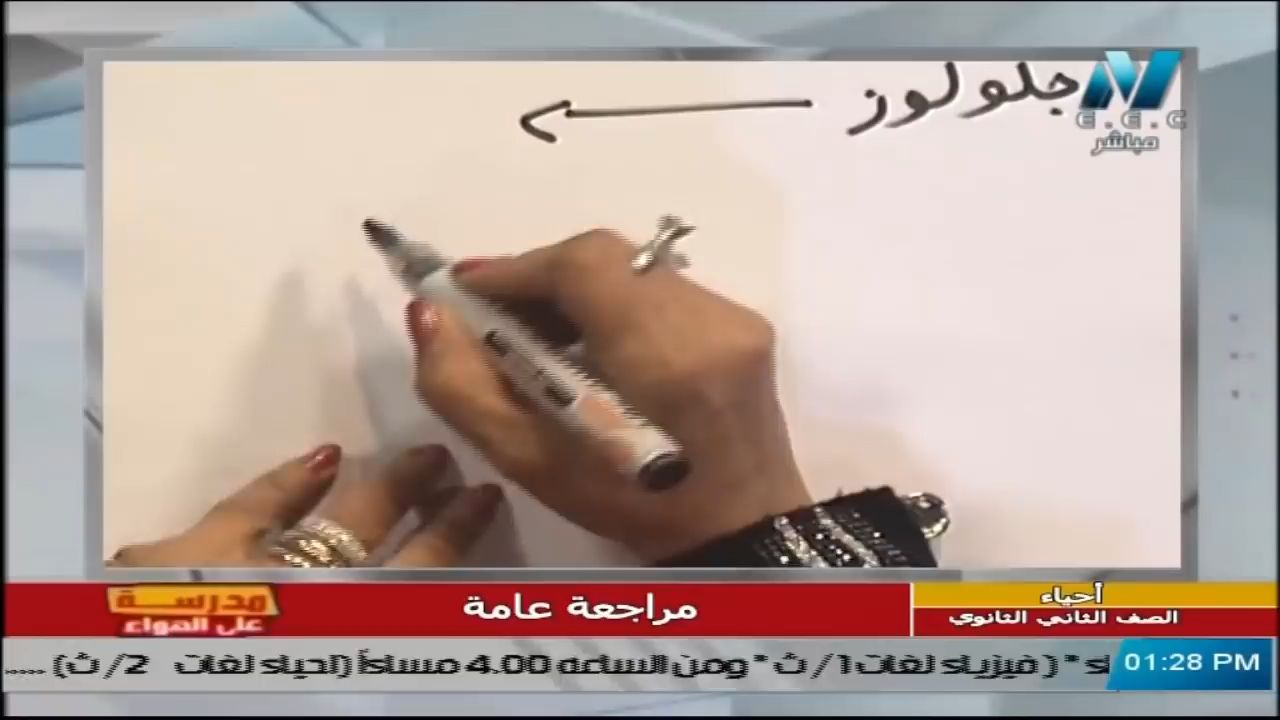 جلولوز
E.E.C
مباشر
أحياء
الصف الثاني الثانوي
مراجعة عامة
مدرسة
على الهواء
01:28 PM
* ( فيزياء لغات 1/ ث * ومن الساعه 4.00 مساءاً (احياء لغات 2/ ث) .....